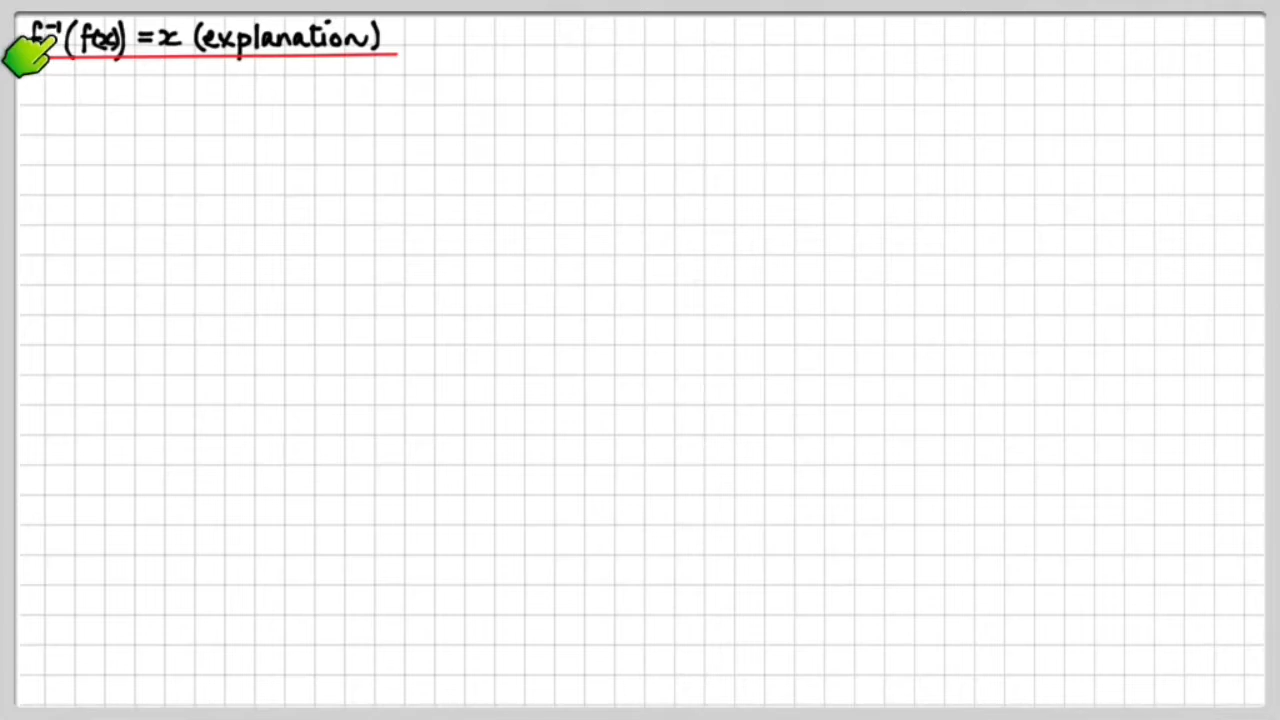 f⁻¹(f(x)) = x (explanation)